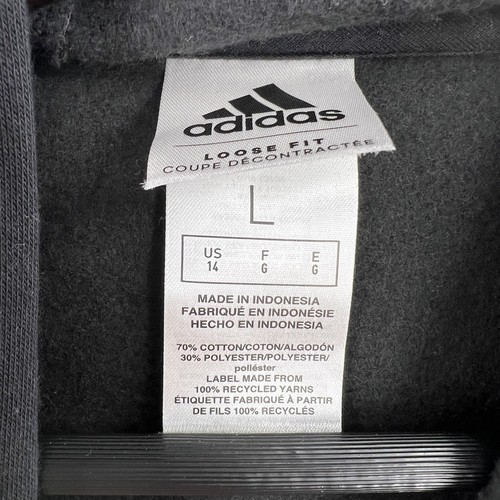 adidas
LOOSE FIT
COUPE DÉCONTRACTÉE
L
US F E
14 G G
MADE IN INDONESIA
FABRIQUÉ EN INDONÉSIE
HECHO EN INDONESIA
70% COTTON/COTON/ALGODÓN
30% POLYESTER/POLYESTER/
poliéster
LABEL MADE FROM
100% RECYCLED YARNS
ÉTIQUETTE FABRIQUÉ À PARTIR
DE FILS 100% RECYCLÉS